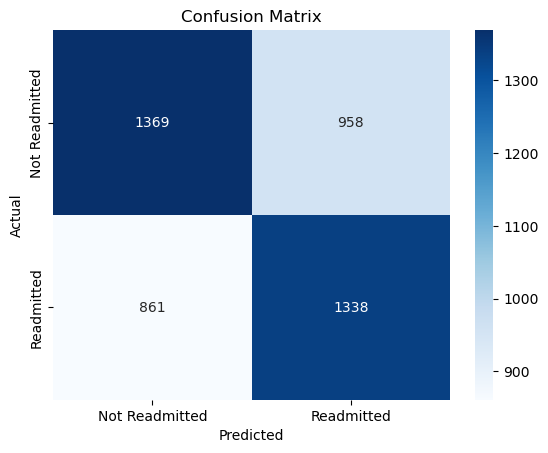 Confusion Matrix
Actual
Not Readmitted
Readmitted
1369
958
861
1338
Not Readmitted
Readmitted
Predicted
1300
1200
1100
1000
900